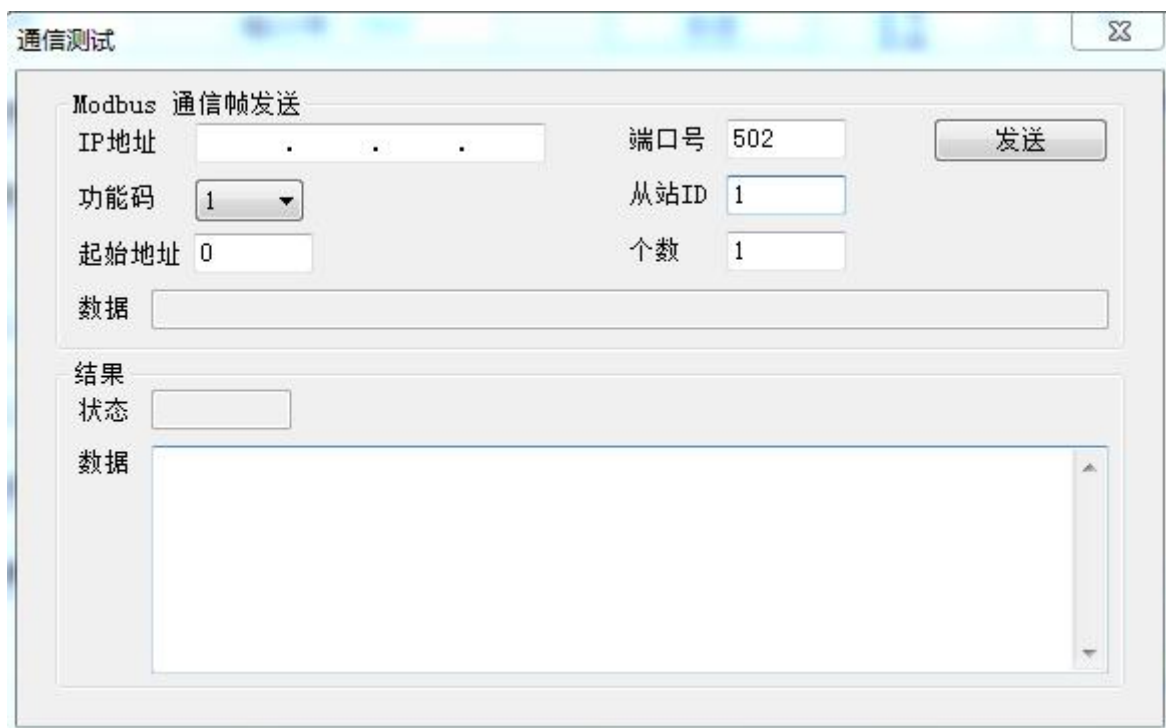 通信测试
Modbus 通信帧发送
IP地址 . . . 端口号 502 发送
功能码 1 从站ID 1
起始地址 0 个数 1
数据
结果
状态
数据